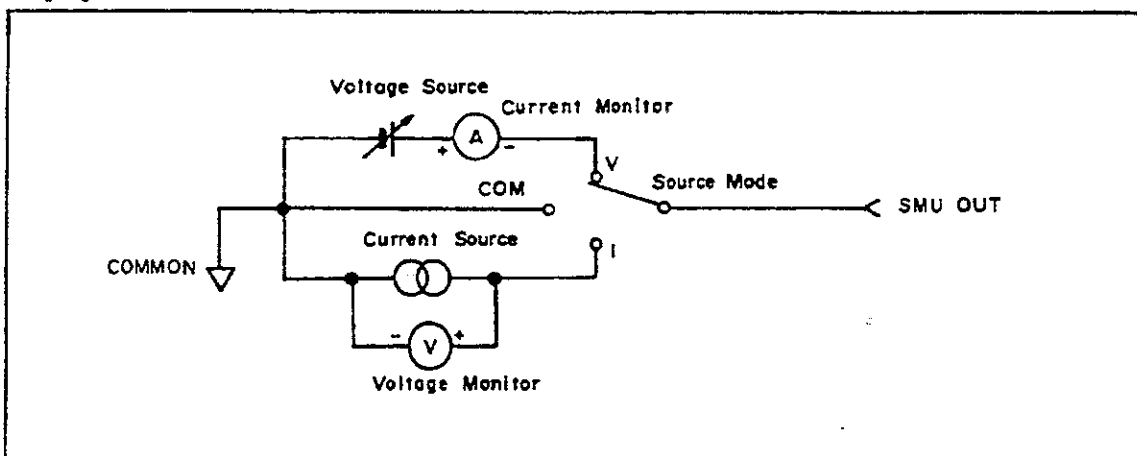 Voltage Source
Current Monitor
A
+ -
V
COM
Source Mode
SMU OUT
Current Source
I
COMMON
- +
V
Voltage Monitor